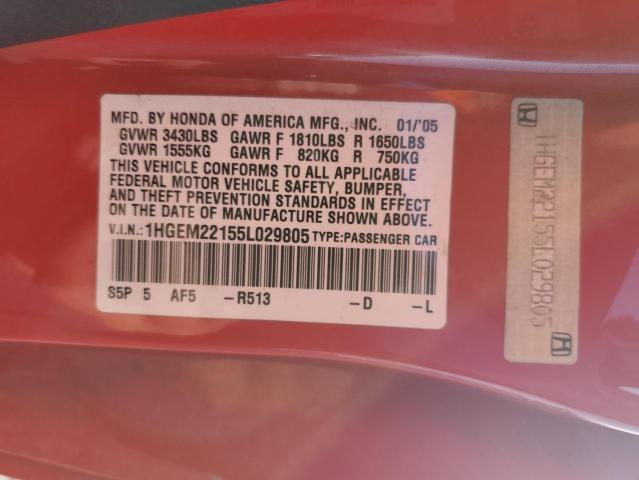 MFD. BY HONDA OF AMERICA MFG., INC. 01/'05
GVWR 3430LBS GAWR F 1810LBS R 1650LBS
GVWR 1555KG GAWR F 820KG R 750KG
THIS VEHICLE CONFORMS TO ALL APPLICABLE
FEDERAL MOTOR VEHICLE SAFETY, BUMPER,
AND THEFT PREVENTION STANDARDS IN EFFECT
ON THE DATE OF MANUFACTURE SHOWN ABOVE.
V.I.N.: 1HGEM22155L029805 TYPE:PASSENGER CAR
S5P 5 AF5 -R513 -D -L
1HGEM22155L029805